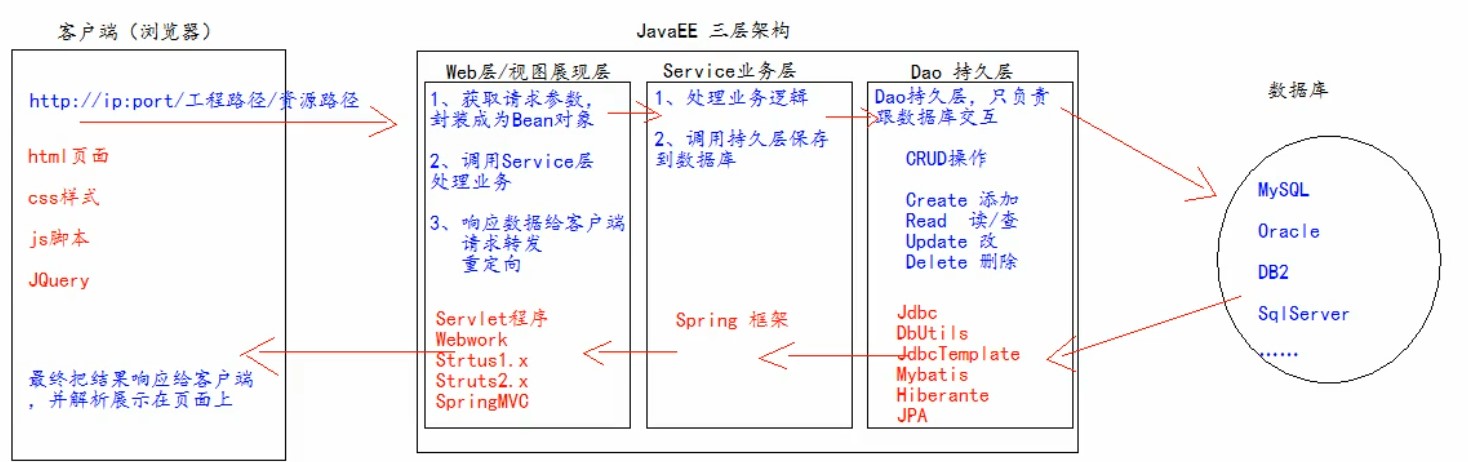 客户端（浏览器）
http://ip:port/工程路径/资源路径
html页面
css样式
js脚本
JQuery
最终把结果响应给客户端
，并解析展示在页面上
JavaEE 三层架构
Web层/视图展现层
1、获取请求参数，
封装成为Bean对象
2、调用Service层
处理业务
3、响应数据给客户端
请求转发
重定向
Servlet程序
Webwork
Strtus1.x
Struts2.x
SpringMVC
Service业务层
1、处理业务逻辑
2、调用持久层保存
到数据库
Spring 框架
Dao 持久层
Dao持久层，只负责
跟数据库交互
CRUD操作
Create 添加
Read 读/查
Update 改
Delete 删除
Jdbc
DbUtils
JdbcTemplate
Mybatis
Hiberante
JPA
数据库
MySQL
Oracle
DB2
SqlServer
......